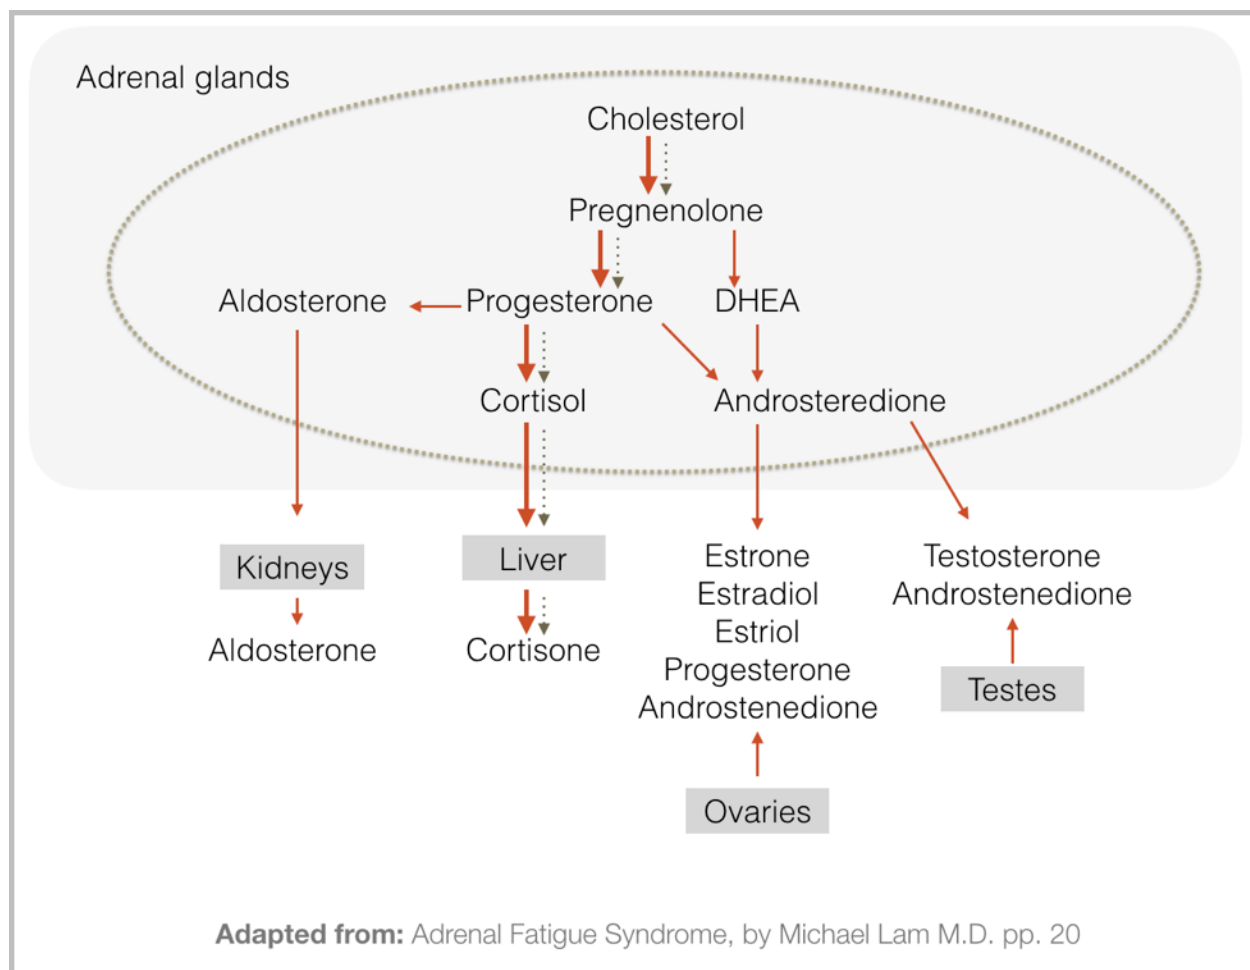 Adrenal glands
Cholesterol
Pregnenolone
Aldosterone
Progesterone
DHEA
Cortisol
Androsteredione
Kidneys
Aldosterone
Liver
Cortisone
Estrone
Estradiol
Estriol
Progesterone
Androstenedione
Ovaries
Testosterone
Androstenedione
Testes
Adapted from: Adrenal Fatigue Syndrome, by Michael Lam M.D. pp. 20